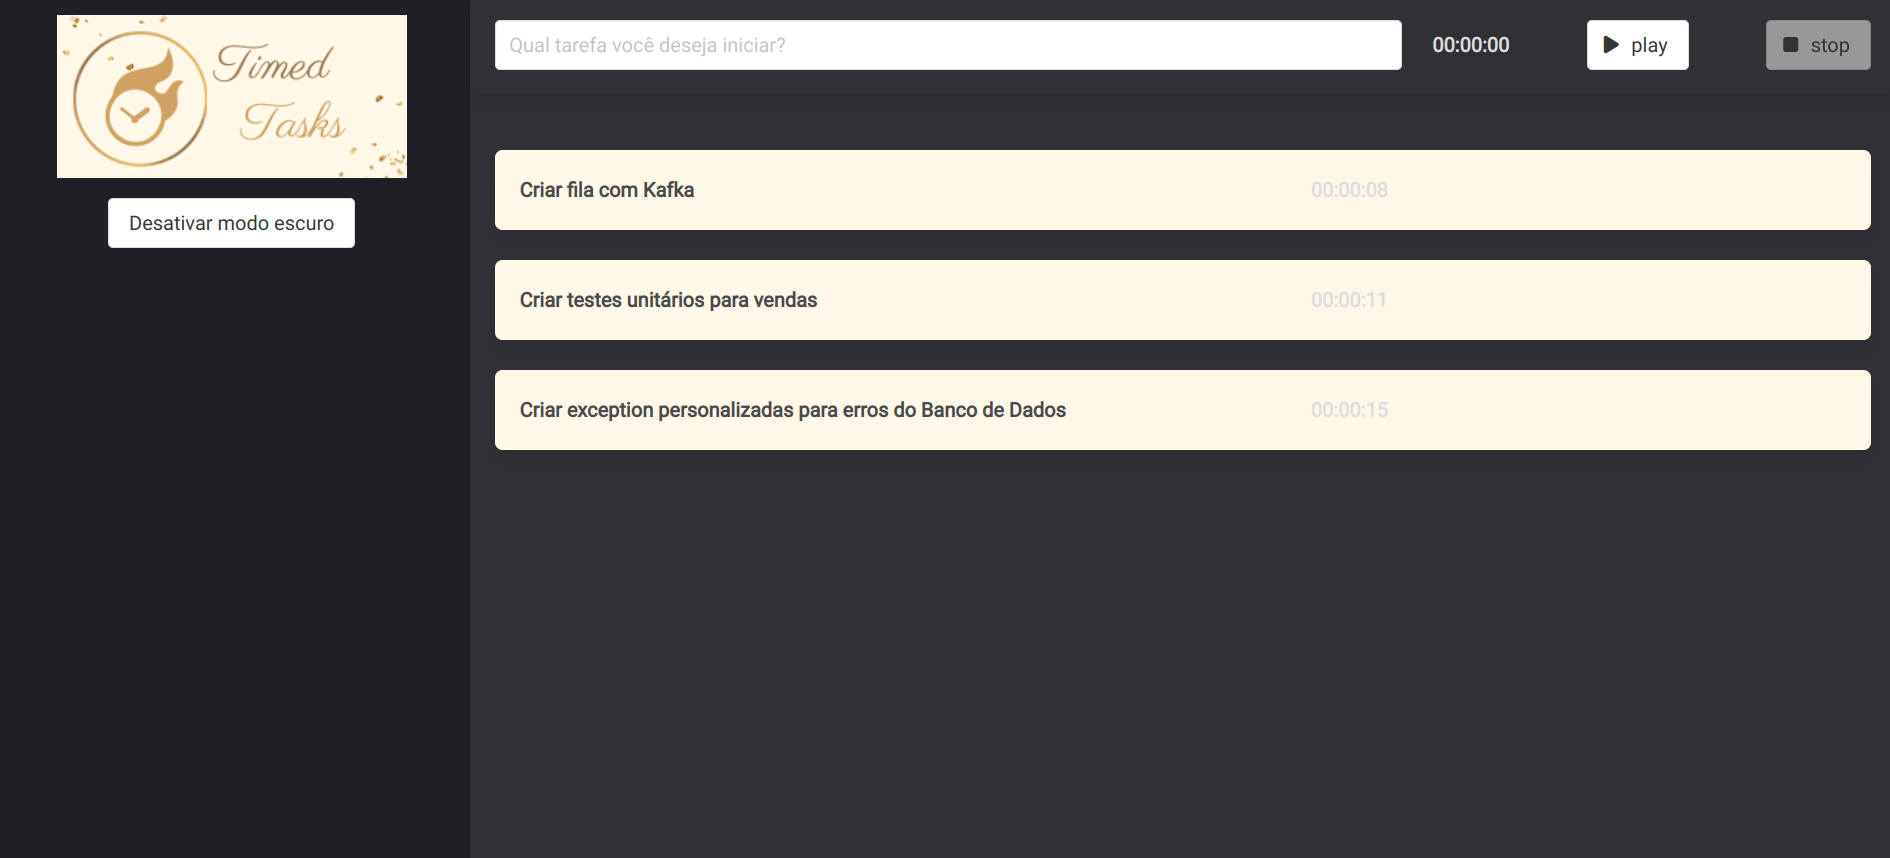 Timed
Tasks
Desativar modo escuro
Qual tarefa você deseja iniciar?
00:00:00
play
stop
Criar fila com Kafka
00:00:08
Criar testes unitários para vendas
00:00:11
Criar exception personalizadas para erros do Banco de Dados
00:00:15